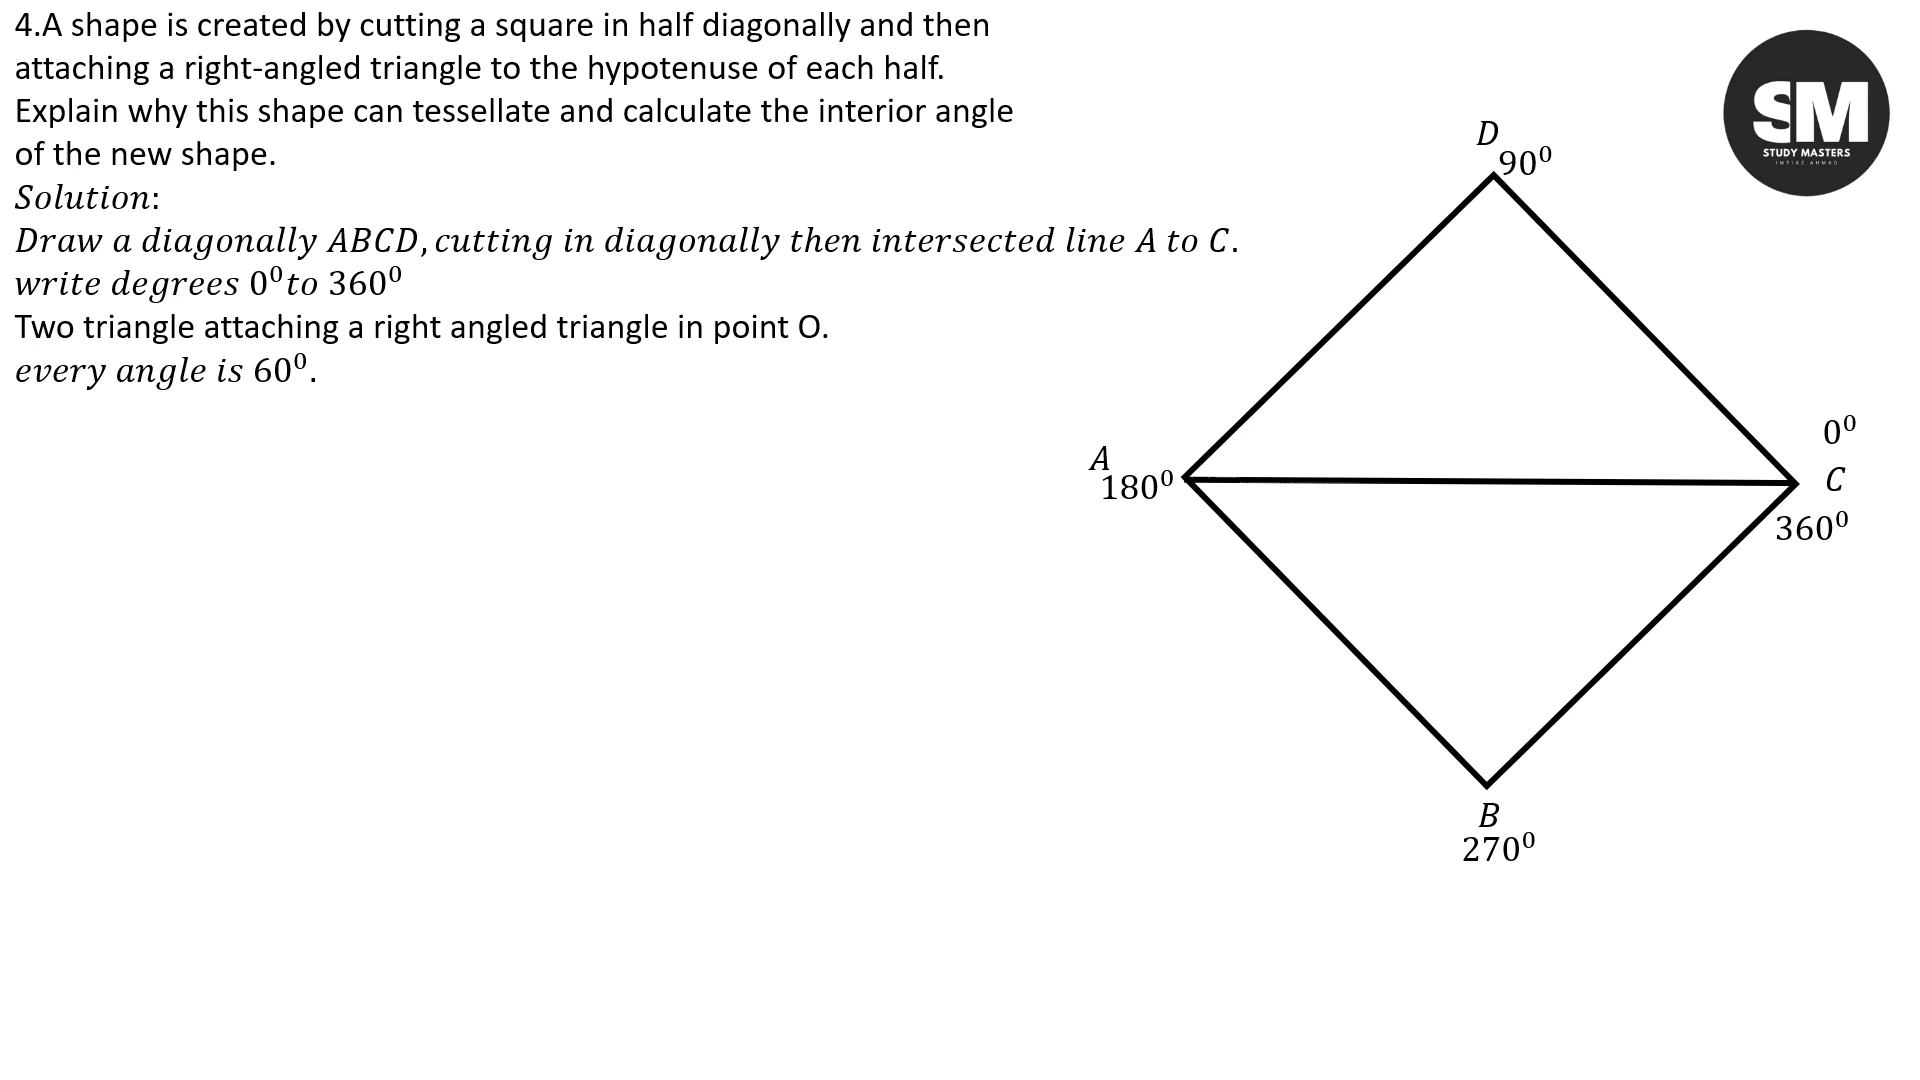 4.A shape is created by cutting a square in half diagonally and then
attaching a right-angled triangle to the hypotenuse of each half.
Explain why this shape can tessellate and calculate the interior angle
of the new shape.
Solution:
Draw a diagonally ABCD, cutting in diagonally then intersected line A to C.
write degrees 0⁰ to 360⁰
Two triangle attaching a right angled triangle in point O.
every angle is 60⁰.
SM
STUDY MASTERS
IMTIAZ AHMAD
D
90⁰
0⁰
A
180⁰
C
360⁰
B
270⁰